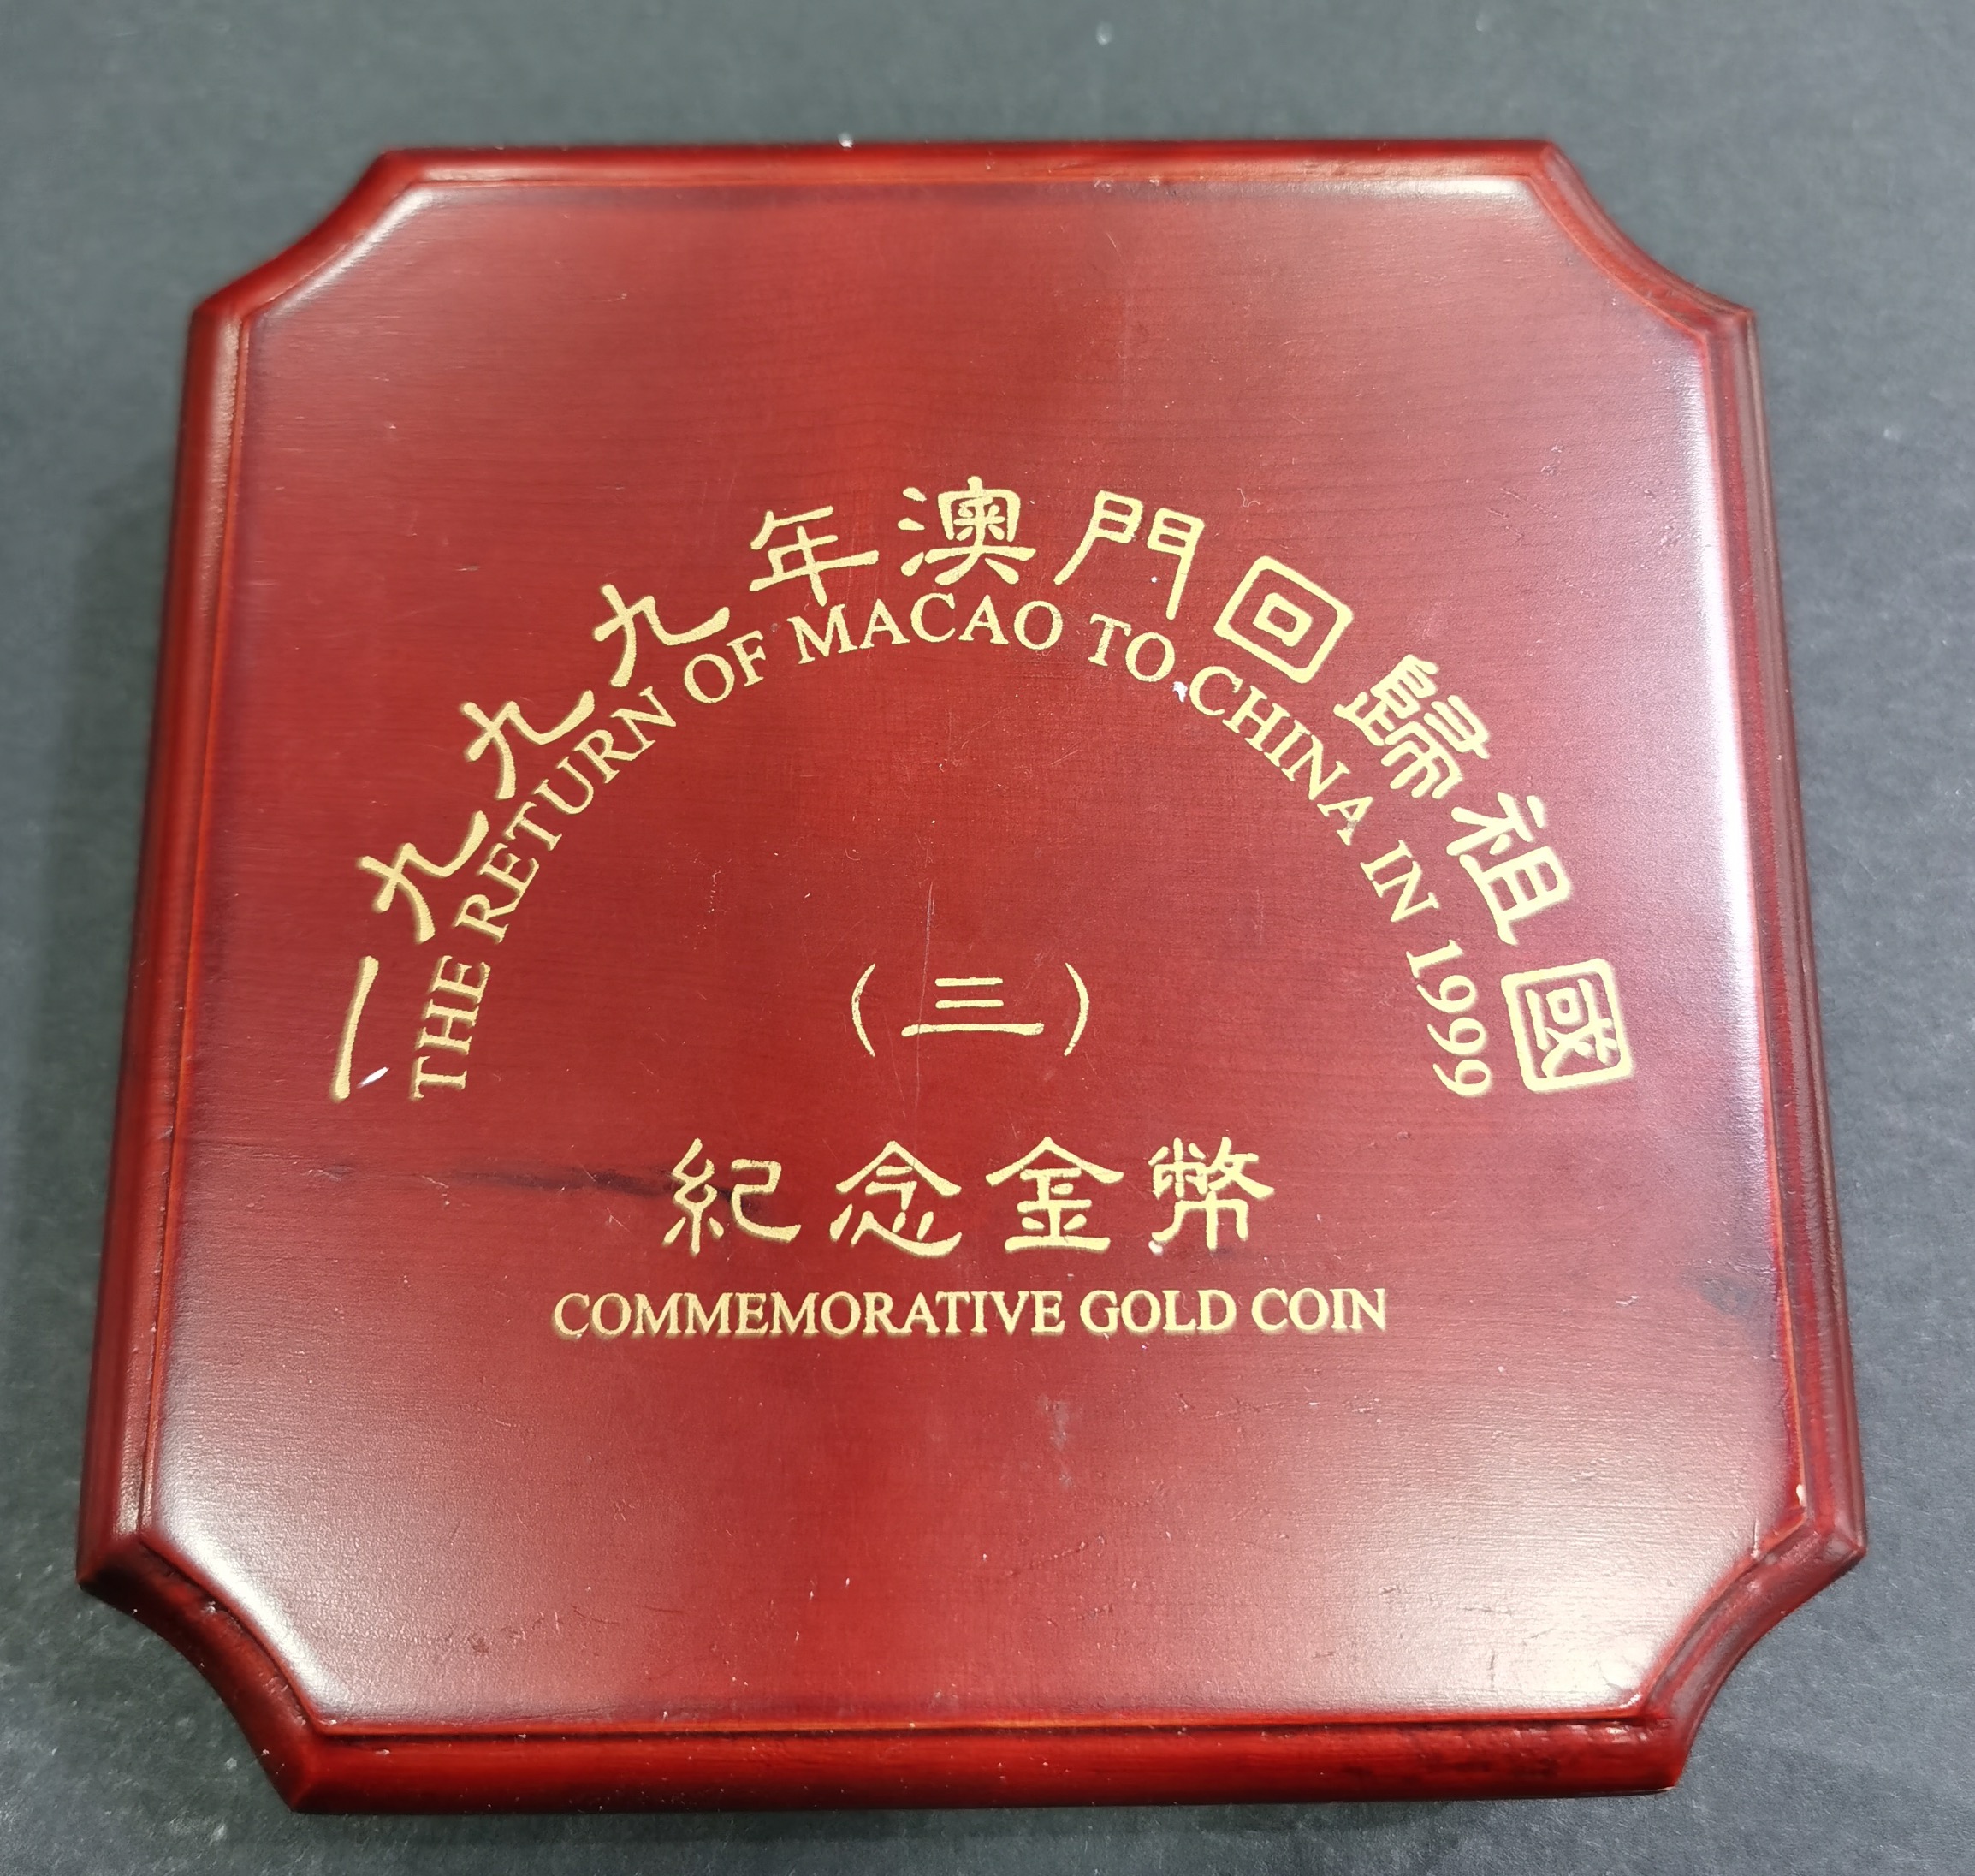 一九九九年澳門回歸祖國
THE RETURN OF MACAO TO CHINA IN 1999
(三)
紀念金幣
COMMEMORATIVE GOLD COIN